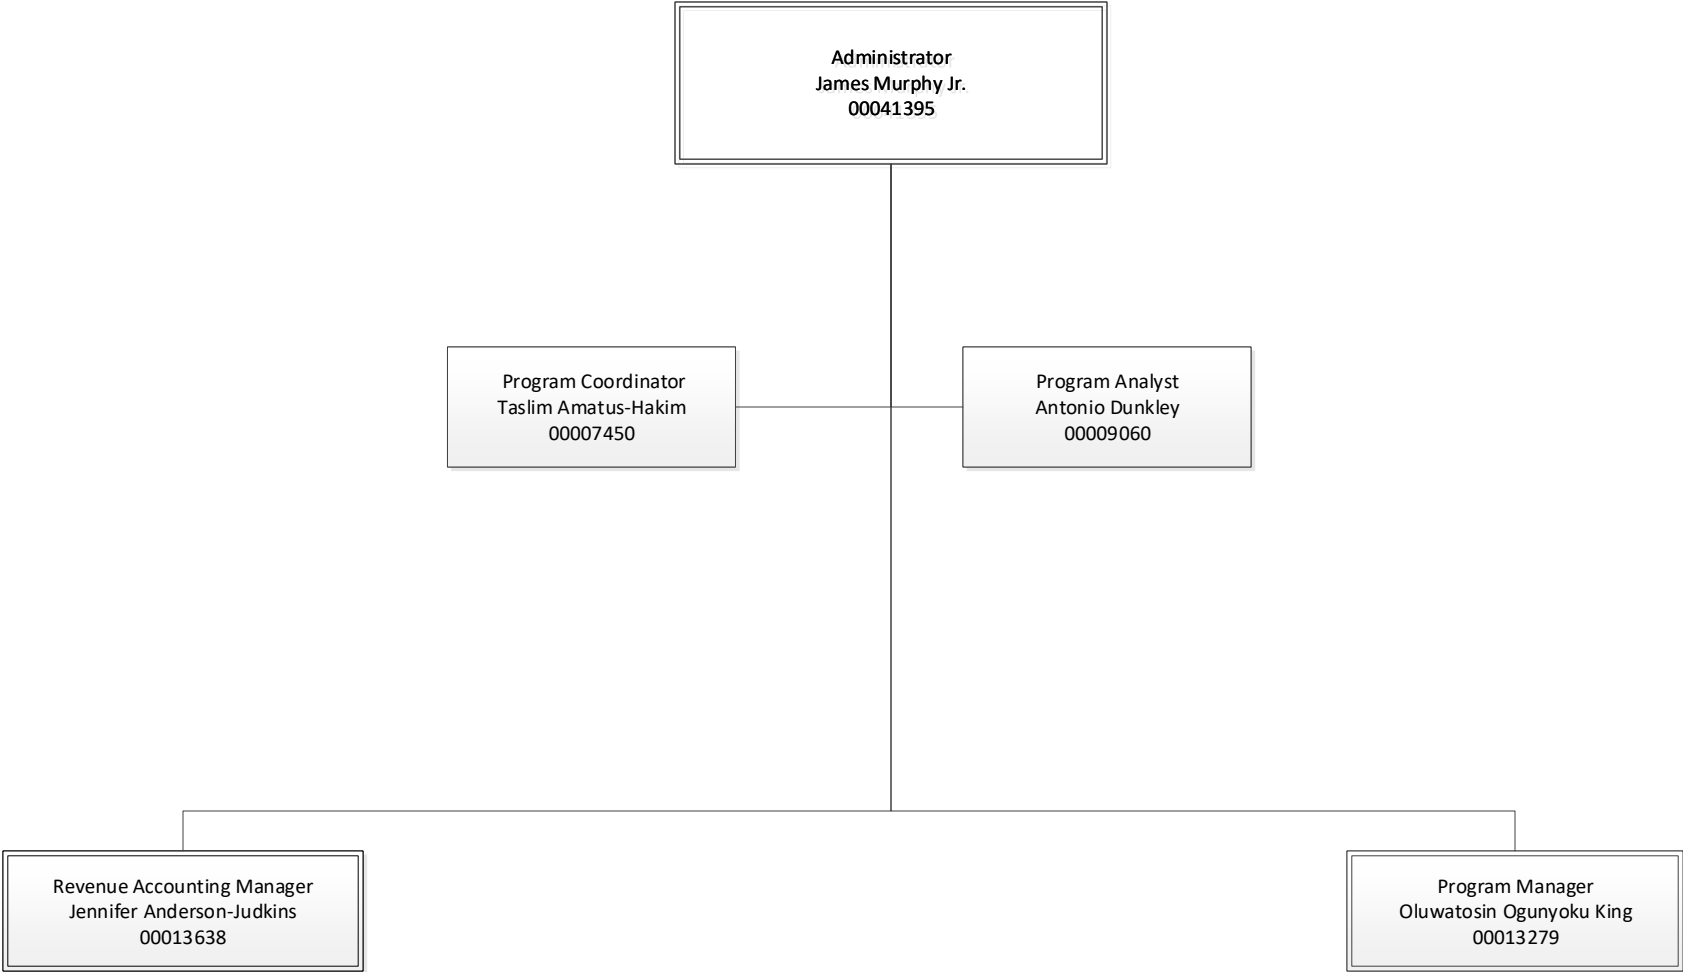 Administrator
James Murphy Jr.
00041395
Program Coordinator
Taslim Amatus-Hakim
00007450
Program Analyst
Antonio Dunkley
00009060
Revenue Accounting Manager
Jennifer Anderson-Judkins
00013638
Program Manager
Oluwatosin Ogunyoku King
00013279